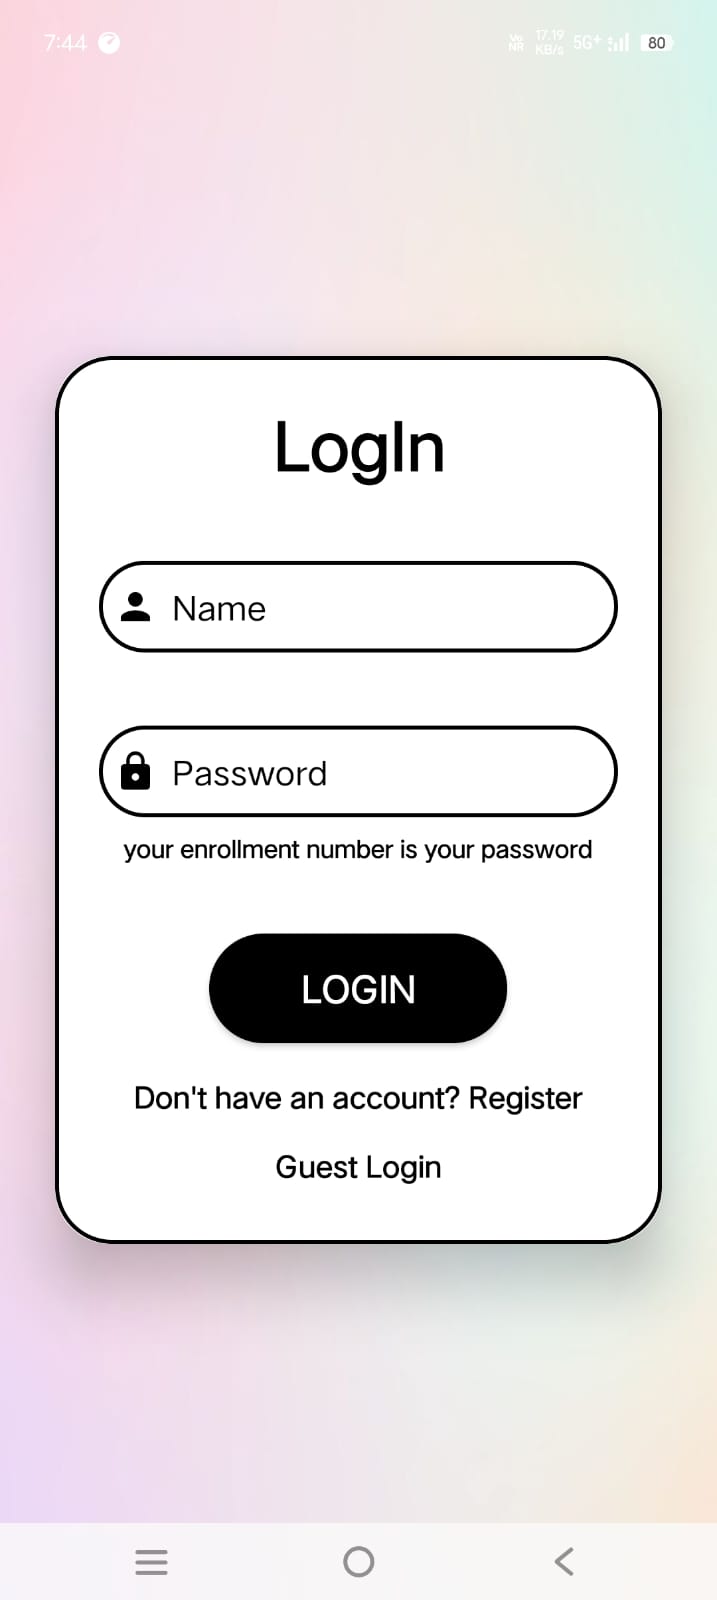 7:44 Vo NR 17.19 KB/s 5G+ 80
LogIn
Name
Password
your enrollment number is your password
LOGIN
Don't have an account? Register
Guest Login